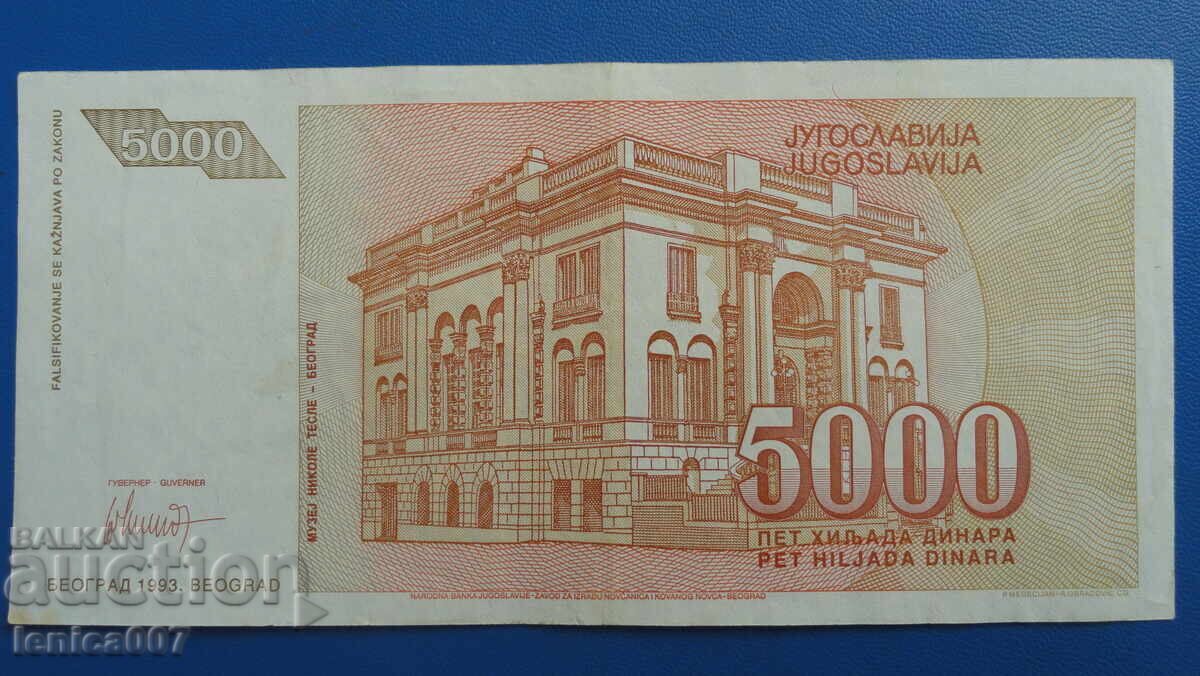 FALSIFIKOVANJE SE KAŽNJAVA PO ZAKONU
5000
ГУВЕРНЕР - GUVERNER
БЕОГРАД 1993. BEOGRAD
МУЗЕЈ НИКОЛЕ ТЕСЛЕ - БЕОГРАД
ЈУГОСЛАВИЈА
JUGOSLAVIJA
5000
ПЕТ ХИЉАДА ДИНАРА
PET HILJADA DINARA
NARODNA BANKA JUGOSLAVIJE-ZAVOD ZA IZRADU NOVČANICA I KOVANOG NOVCA-BEOGRAD
BALKAN
auction
lenica007